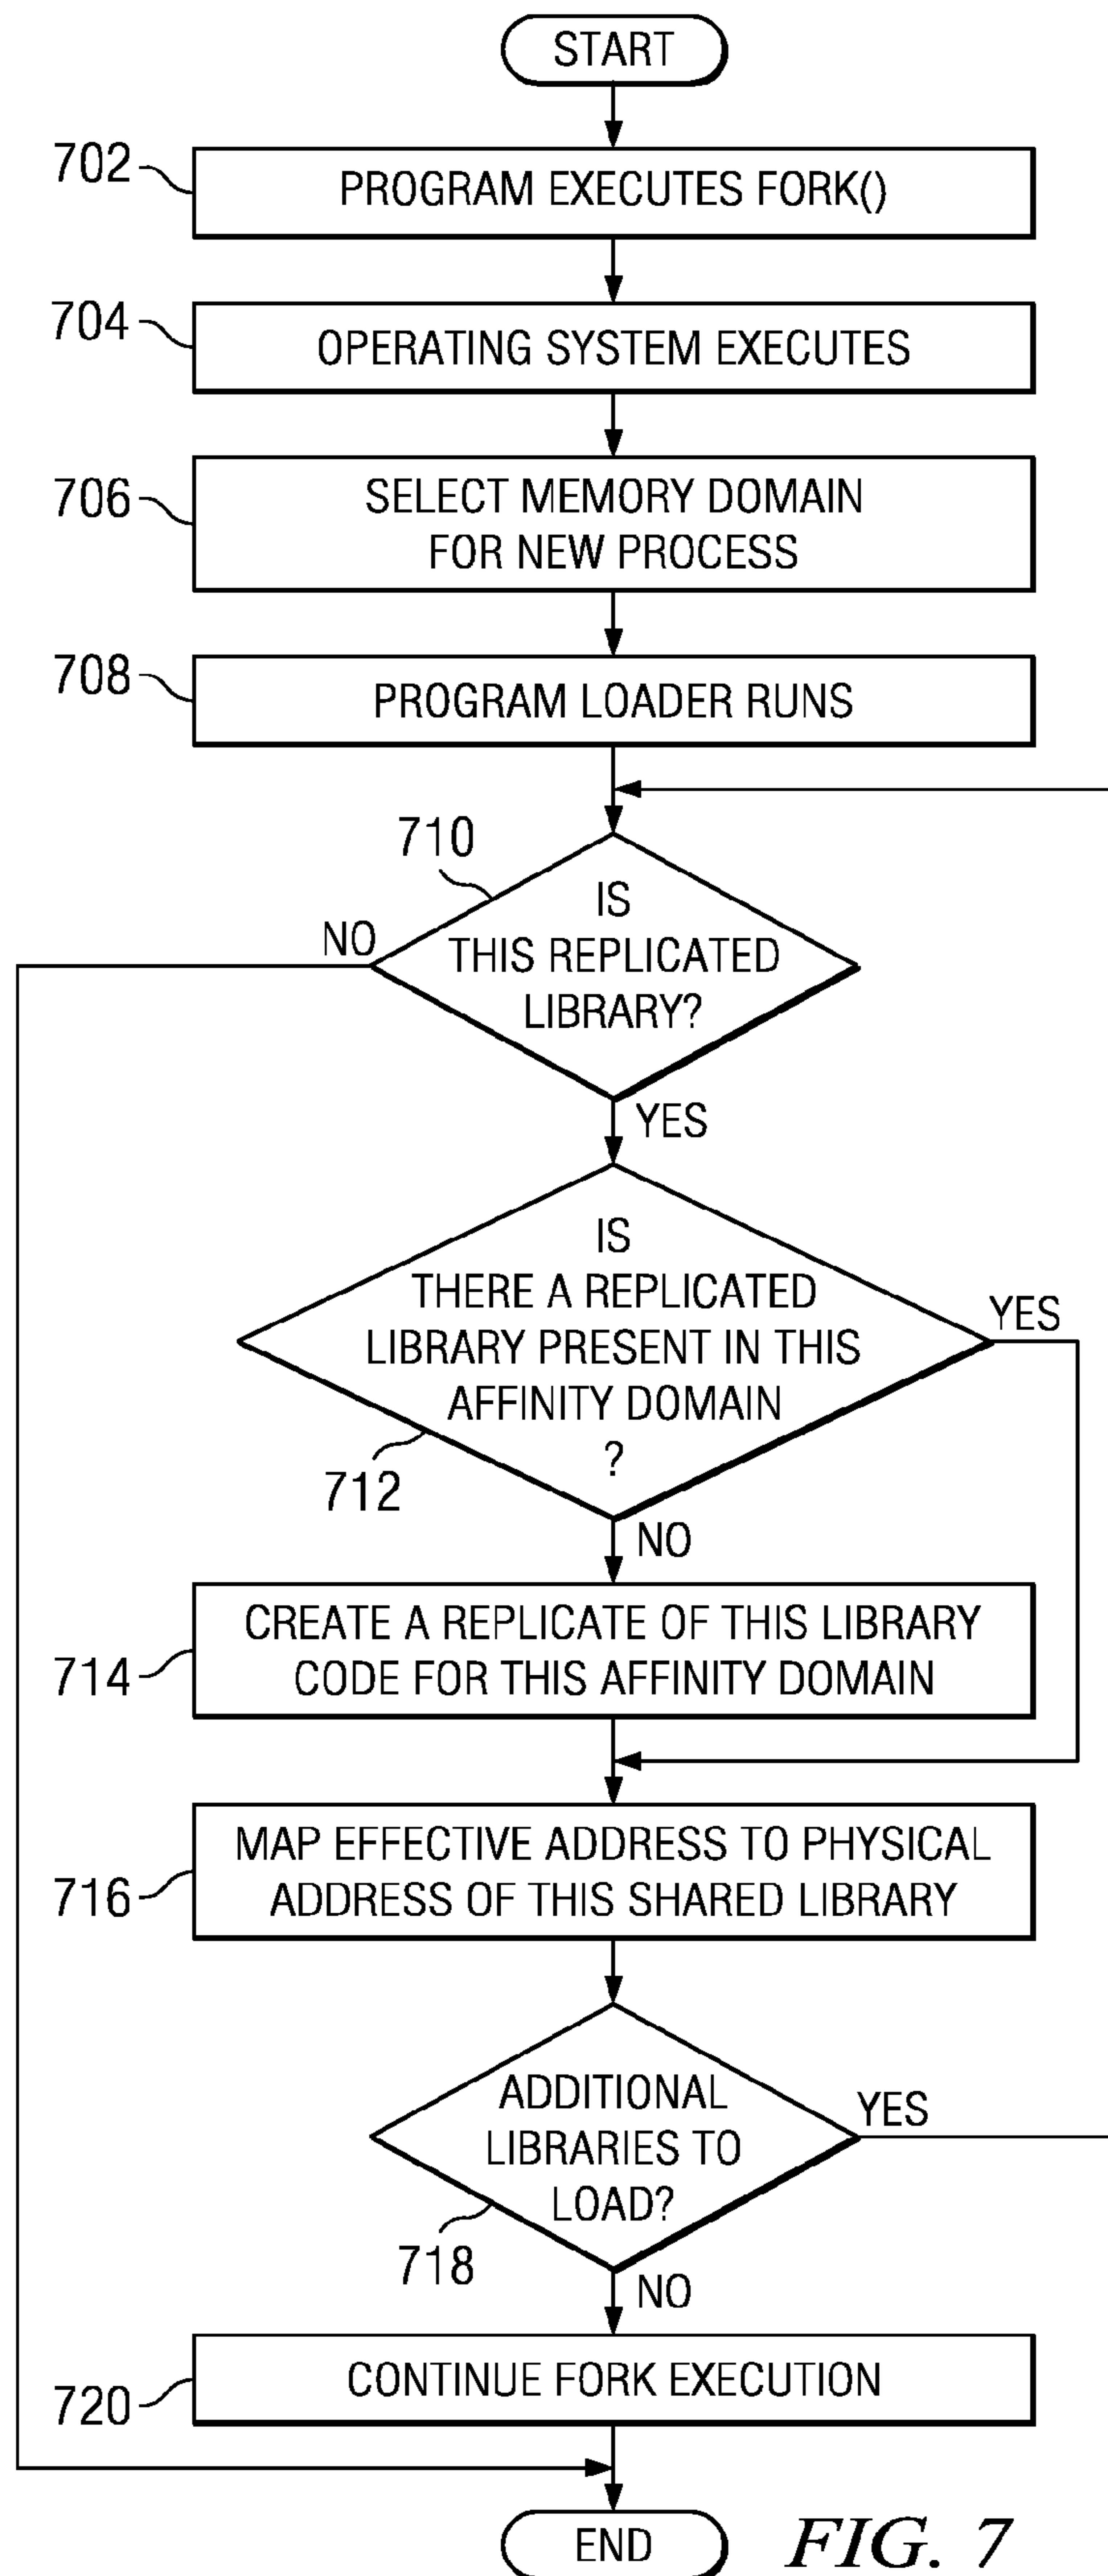 START
702
PROGRAM EXECUTES FORK()
704
OPERATING SYSTEM EXECUTES
706
SELECT MEMORY DOMAIN
FOR NEW PROCESS
708
PROGRAM LOADER RUNS
710
IS
THIS REPLICATED
LIBRARY?
NO
YES
IS
THERE A REPLICATED
LIBRARY PRESENT IN THIS
AFFINITY DOMAIN
?
YES
712
NO
714
CREATE A REPLICATE OF THIS LIBRARY
CODE FOR THIS AFFINITY DOMAIN
716
MAP EFFECTIVE ADDRESS TO PHYSICAL
ADDRESS OF THIS SHARED LIBRARY
ADDITIONAL
LIBRARIES TO
LOAD?
YES
718
NO
720
CONTINUE FORK EXECUTION
END
FIG. 7